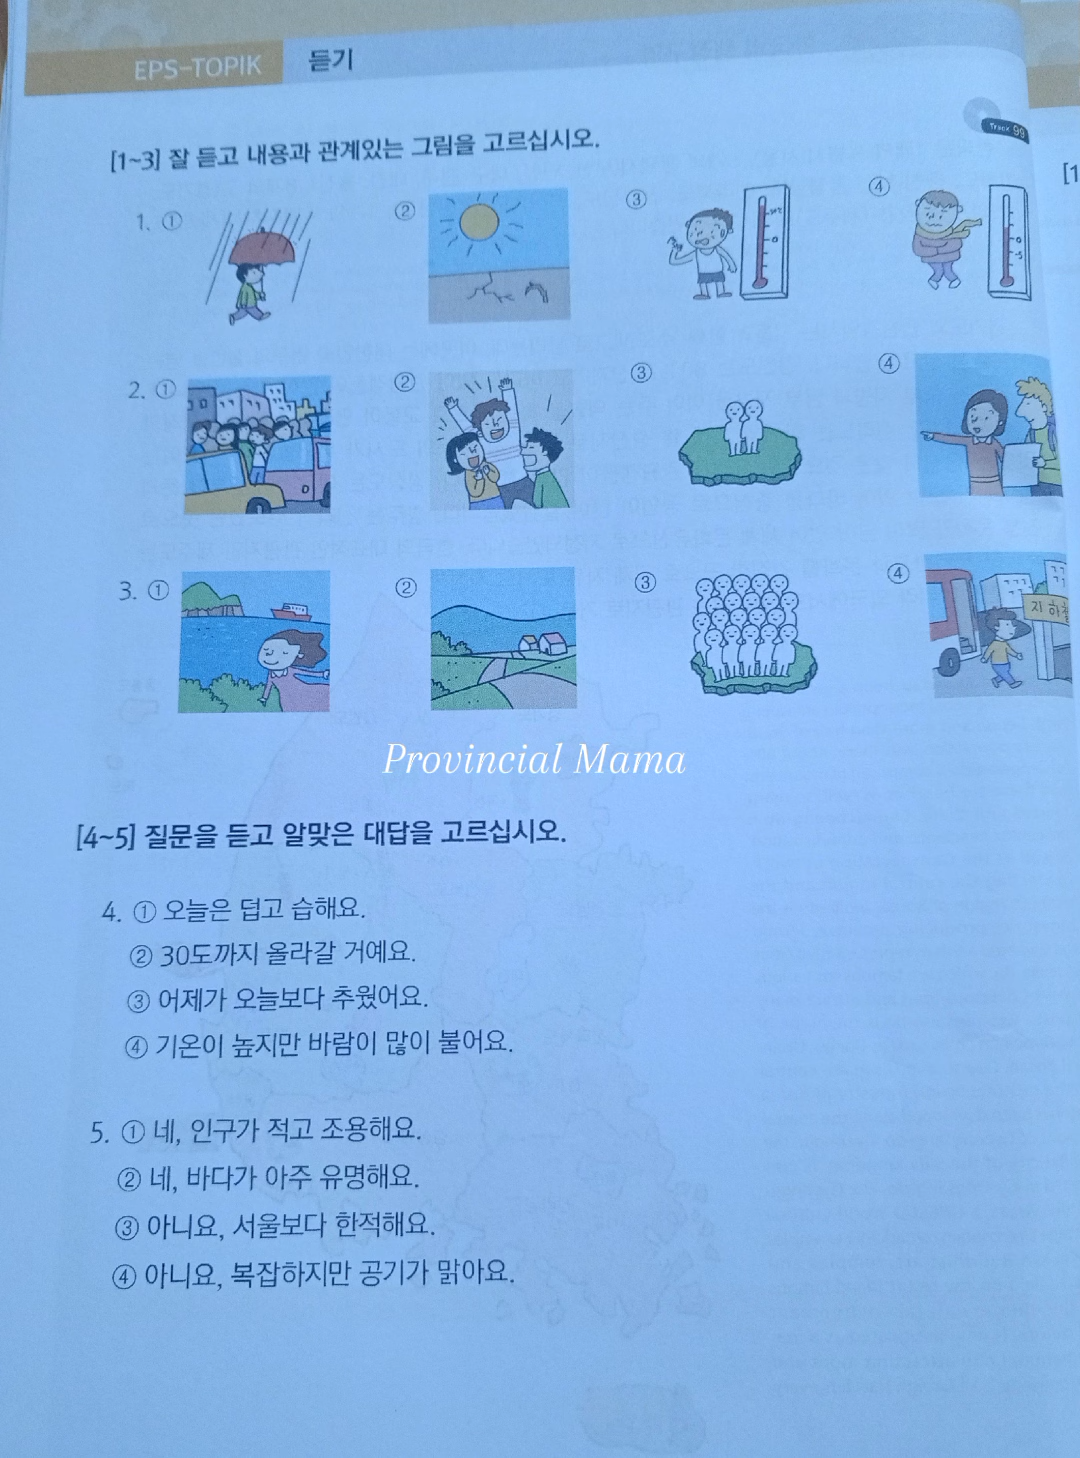 EPS-TOPIK 듣기
Track 99
[1~3] 잘 듣고 내용과 관계있는 그림을 고르십시오.
[1
1. ① ② ③ ④
2. ① ② ③ ④
3. ① ② ③ ④
지하철
Provincial Mama
[4~5] 질문을 듣고 알맞은 대답을 고르십시오.
4. ① 오늘은 덥고 습해요.
② 30도까지 올라갈 거예요.
③ 어제가 오늘보다 추웠어요.
④ 기온이 높지만 바람이 많이 불어요.
5. ① 네, 인구가 적고 조용해요.
② 네, 바다가 아주 유명해요.
③ 아니요, 서울보다 한적해요.
④ 아니요, 복잡하지만 공기가 맑아요.